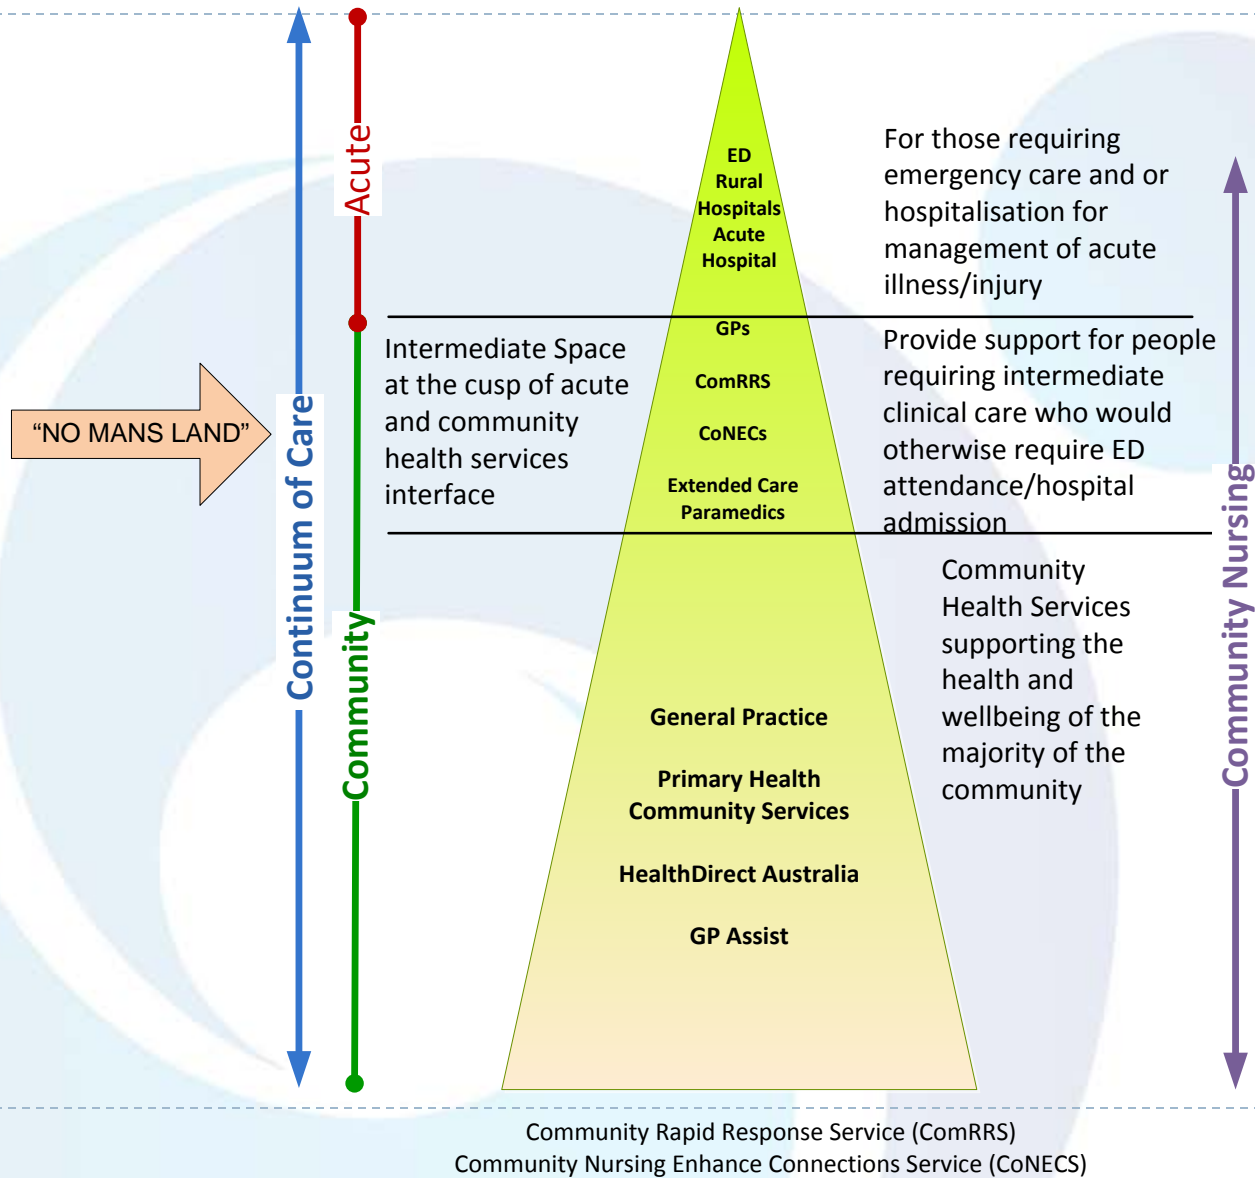 Acute
Continuum of Care
Community
“NO MANS LAND”
Intermediate Space
at the cusp of acute
and community
health services
interface
ED
Rural
Hospitals
Acute
Hospital
GPs
ComRRS
CoNECs
Extended Care
Paramedics
General Practice
Primary Health
Community Services
HealthDirect Australia
GP Assist
For those requiring
emergency care and or
hospitalisation for
management of acute
illness/injury
Provide support for people
requiring intermediate
clinical care who would
otherwise require ED
attendance/hospital
admission
Community
Health Services
supporting the
health and
wellbeing of the
majority of the
community
Community Nursing
Community Rapid Response Service (ComRRS)
Community Nursing Enhance Connections Service (CoNECS)